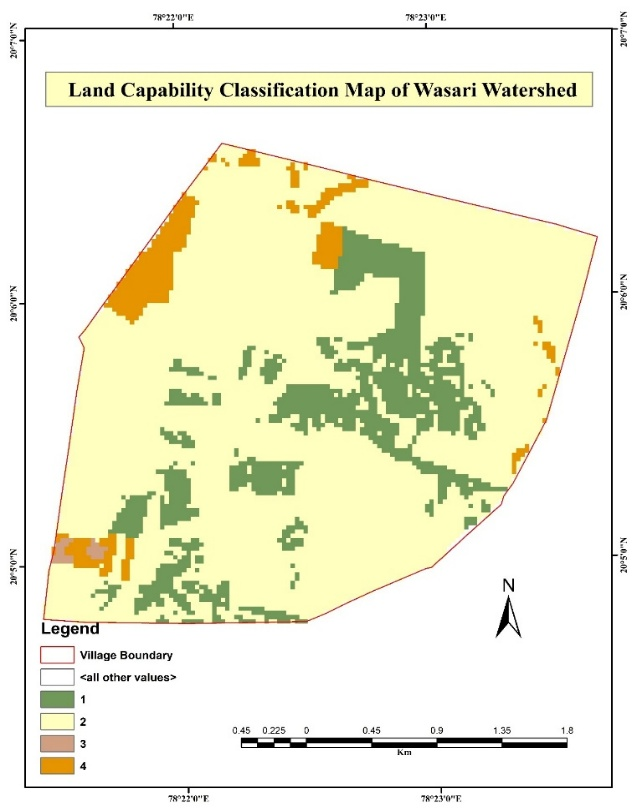 78°22'0"E 78°23'0"E
20°7'0"N 20°7'0"N
Land Capability Classification Map of Wasari Watershed
20°6'0"N 20°6'0"N
20°5'0"N 20°5'0"N
N
Legend
Village Boundary
<all other values>
1
2
3
4
0.45 0.225 0 0.45 0.9 1.35 1.8
Km
78°22'0"E 78°23'0"E